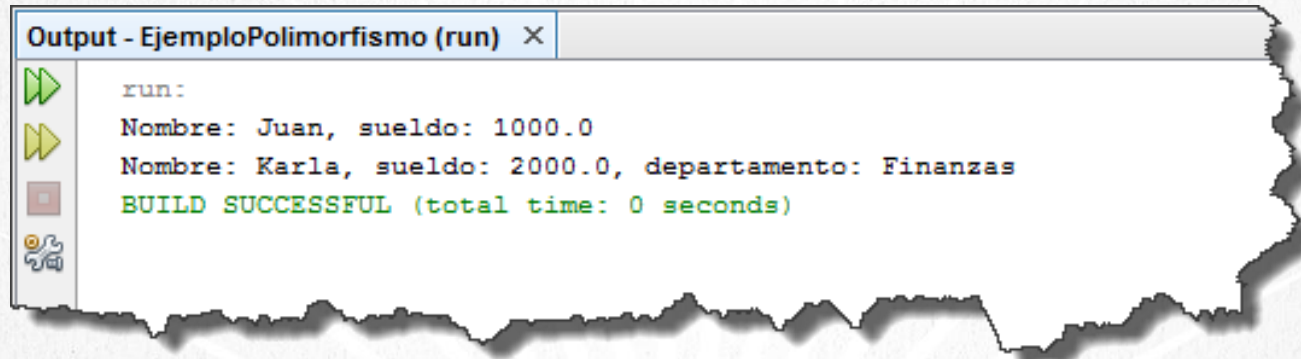 Output - EjemploPolimorfismo (run) ×
run:
Nombre: Juan, sueldo: 1000.0
Nombre: Karla, sueldo: 2000.0, departamento: Finanzas
BUILD SUCCESSFUL (total time: 0 seconds)